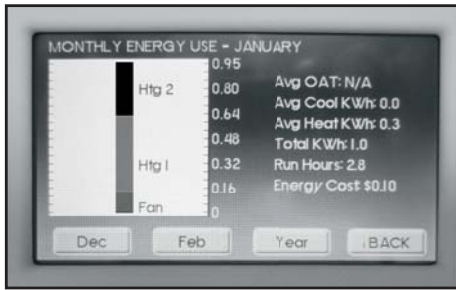 MONTHLY ENERGY USE - JANUARY
0.95
Htg 2
0.80
0.64
0.48
Htg 1
0.32
0.16
Fan
0
Avg OAT: N/A
Avg Cool KWh: 0.0
Avg Heat KWh: 0.3
Total KWh: 1.0
Run Hours: 2.8
Energy Cost: $0.10
Dec
Feb
Year
BACK